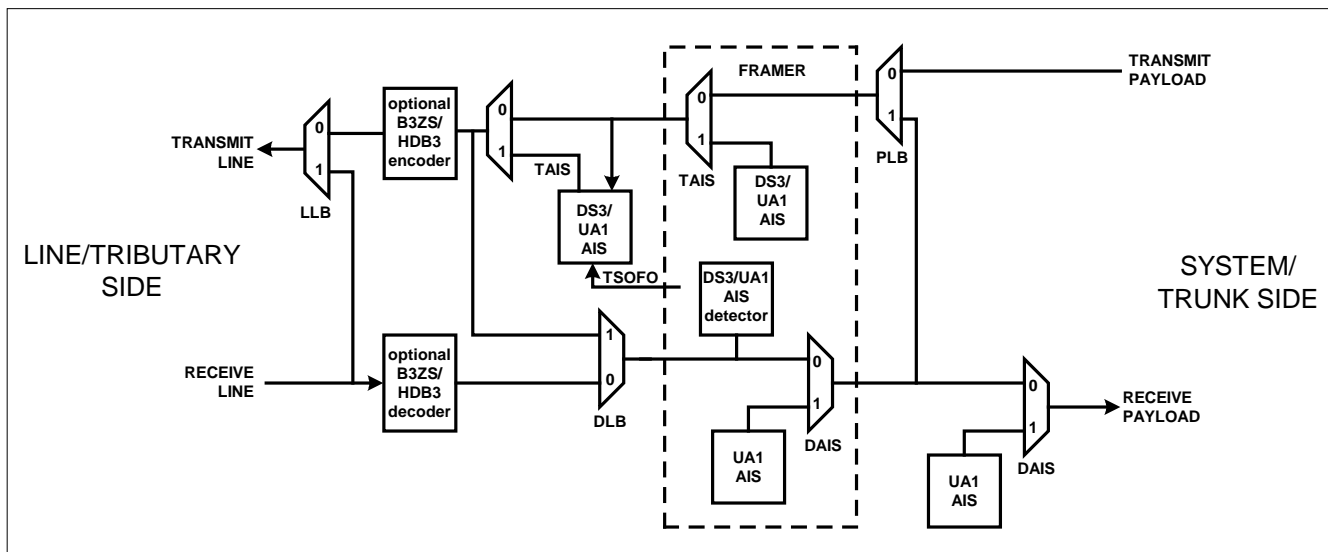 FRAMER
TRANSMIT
PAYLOAD
0
1
PLB
0
1
TAIS
DS3/
UA1
AIS
0
1
TAIS
DS3/
UA1
AIS
TSOFO
optional
B3ZS/
HDB3
encoder
0
1
LLB
TRANSMIT
LINE
LINE/TRIBUTARY
SIDE
SYSTEM/
TRUNK SIDE
DS3/UA1
AIS
detector
RECEIVE
LINE
optional
B3ZS/
HDB3
decoder
1
0
DLB
0
1
DAIS
UA1
AIS
0
1
DAIS
UA1
AIS
RECEIVE
PAYLOAD